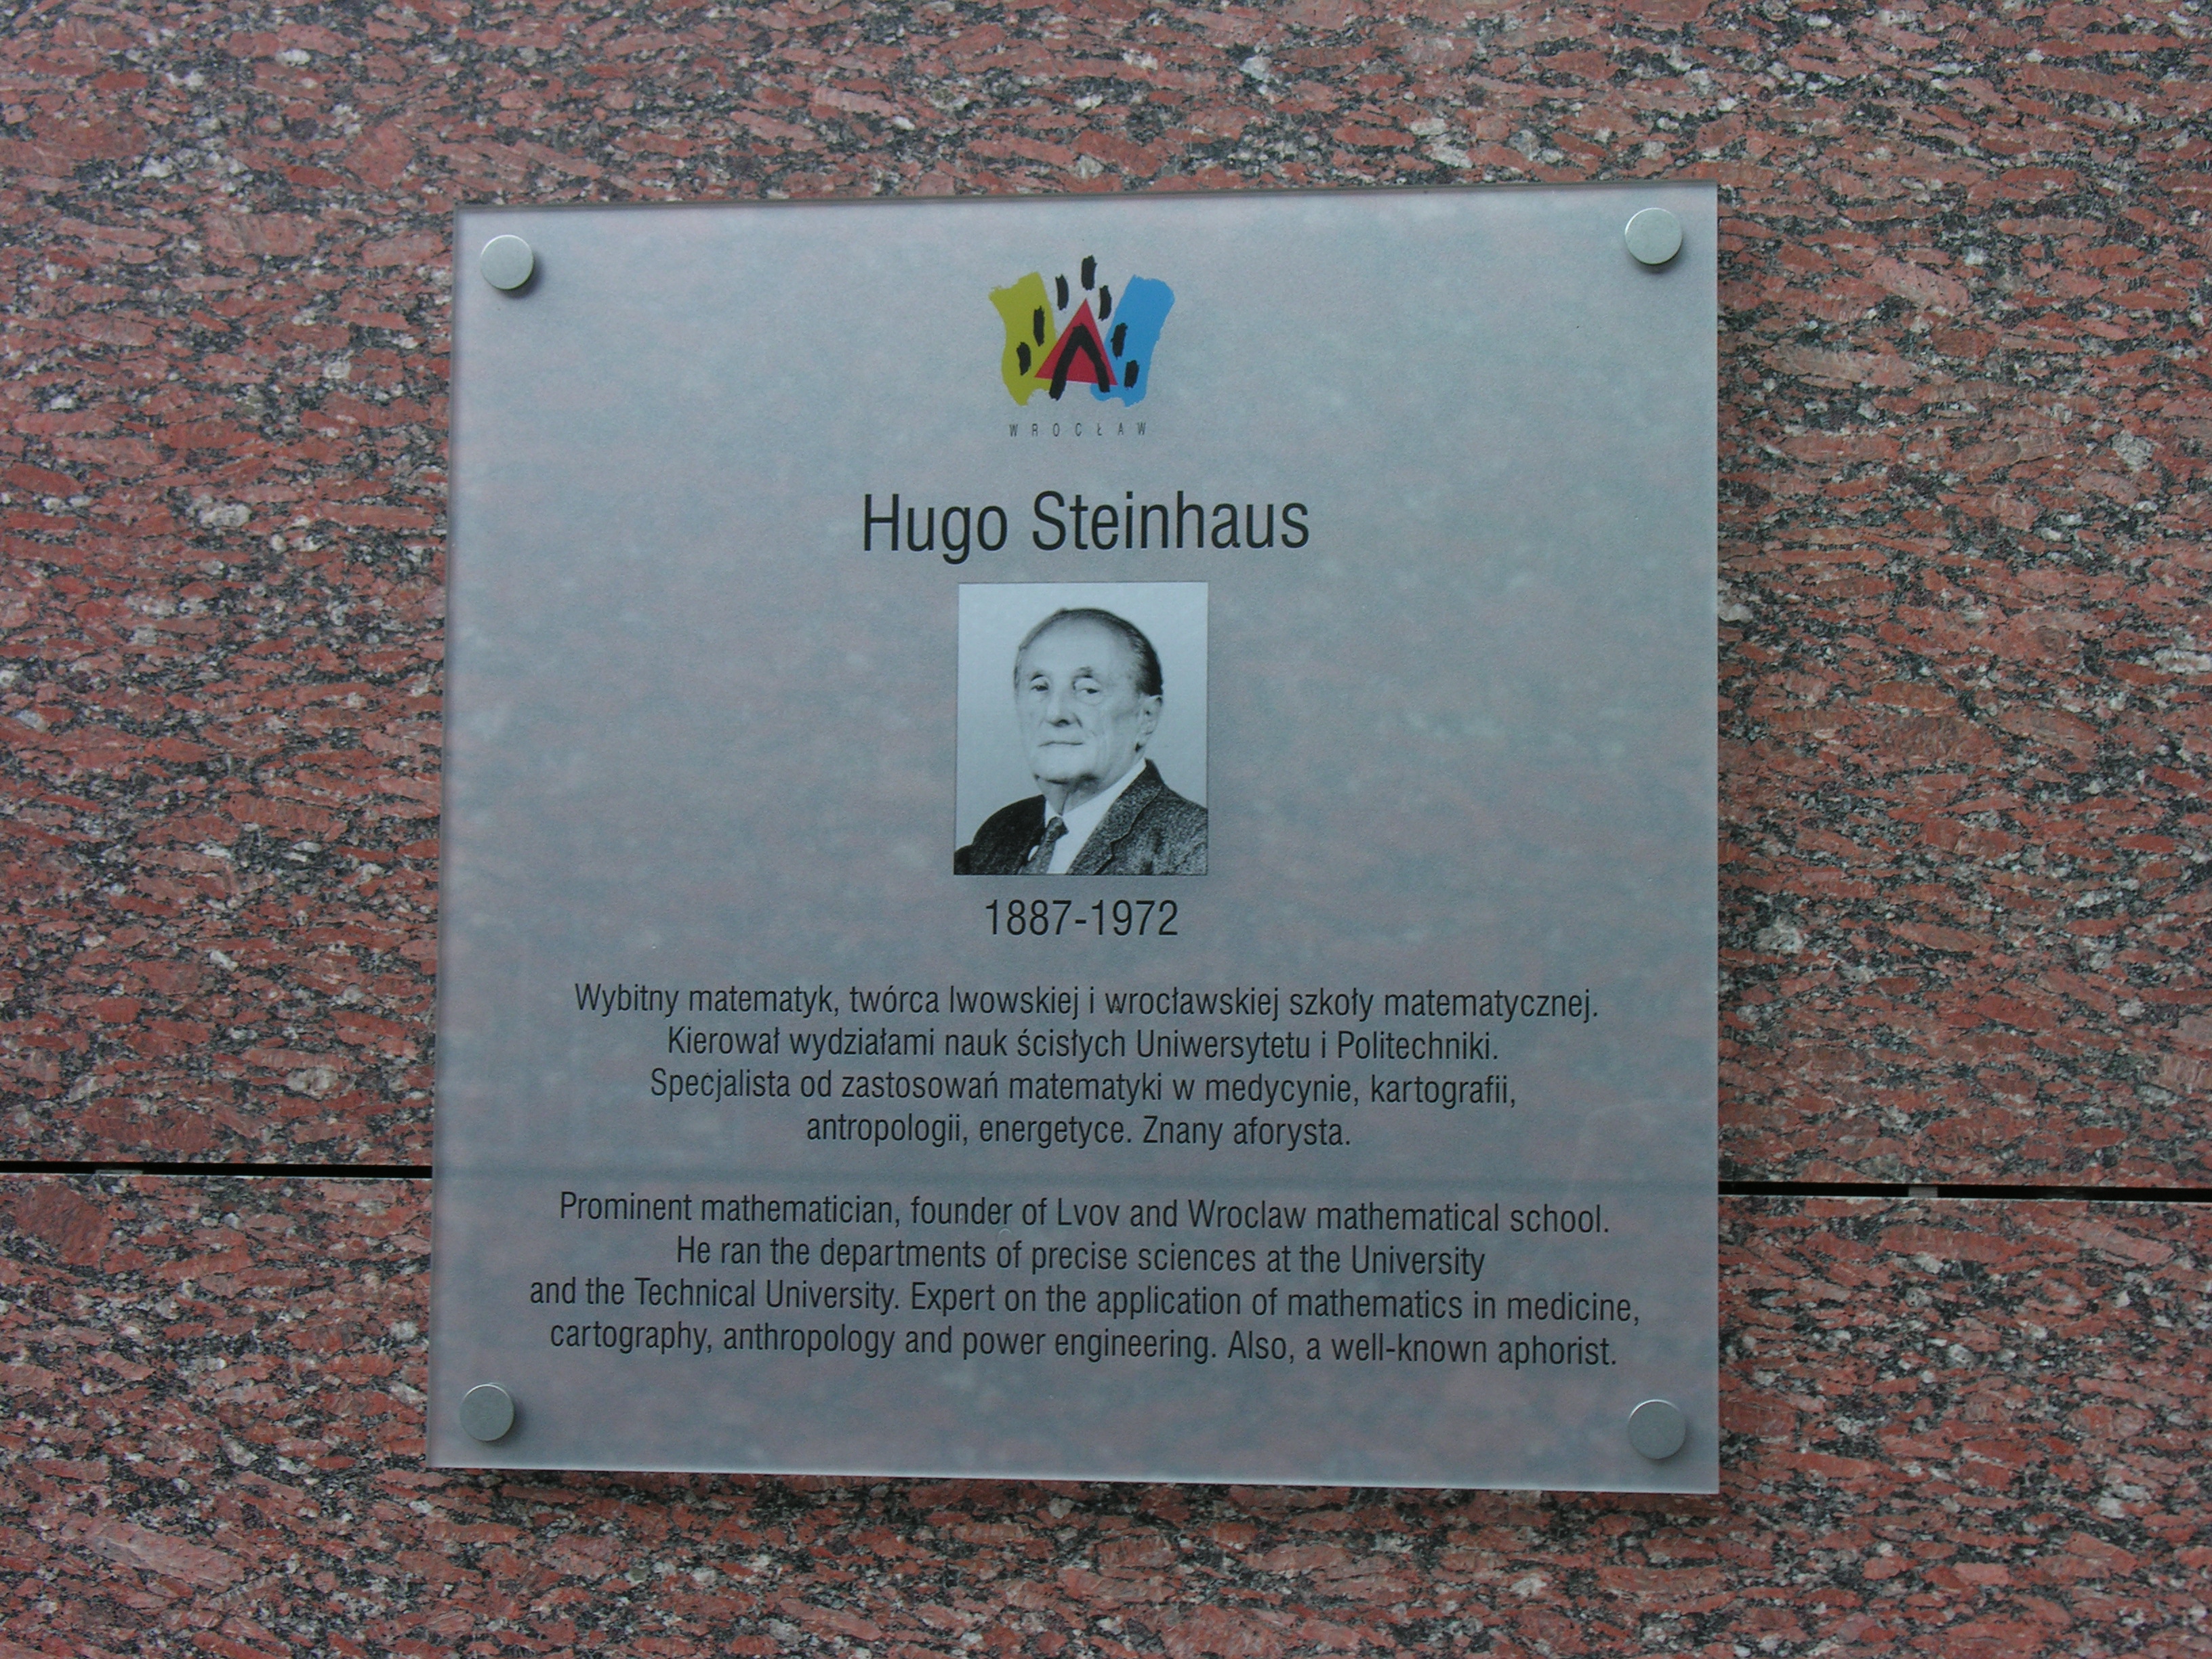 WROCŁAW
Hugo Steinhaus
1887-1972
Wybitny matematyk, twórca lwowskiej i wrocławskiej szkoły matematycznej.
Kierował wydziałami nauk ścisłych Uniwersytetu i Politechniki.
Specjalista od zastosowań matematyki w medycynie, kartografii,
antropologii, energetyce. Znany aforysta.
Prominent mathematician, founder of Lvov and Wroclaw mathematical school.
He ran the departments of precise sciences at the University
and the Technical University. Expert on the application of mathematics in medicine,
cartography, anthropology and power engineering. Also, a well-known aphorist.